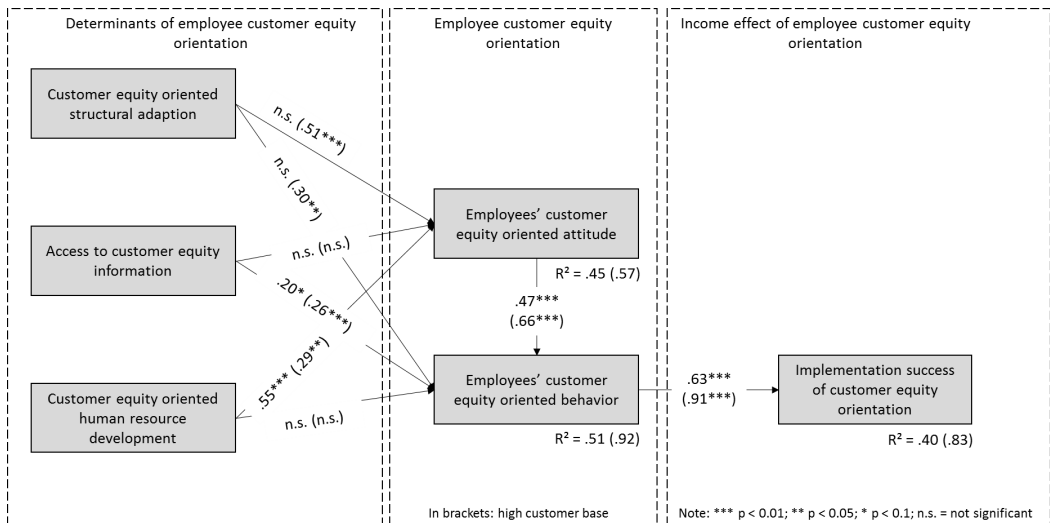 Determinants of employee customer equity
orientation
Employee customer equity
orientation
Income effect of employee customer equity
orientation
Customer equity oriented
structural adaption
n.s. (.51***)
n.s. (.30**)
Employees’ customer
equity oriented attitude
R² = .45 (.57)
Access to customer equity
information
n.s. (n.s.)
.20* (.26***)
.47***
(.66***)
.55*** (.29**)
Customer equity oriented
human resource
development
n.s. (n.s.)
Employees’ customer
equity oriented behavior
R² = .51 (.92)
.63***
(.91***)
Implementation success
of customer equity
orientation
R² = .40 (.83)
In brackets: high customer base
Note: *** p < 0.01; ** p < 0.05; * p < 0.1; n.s. = not significant